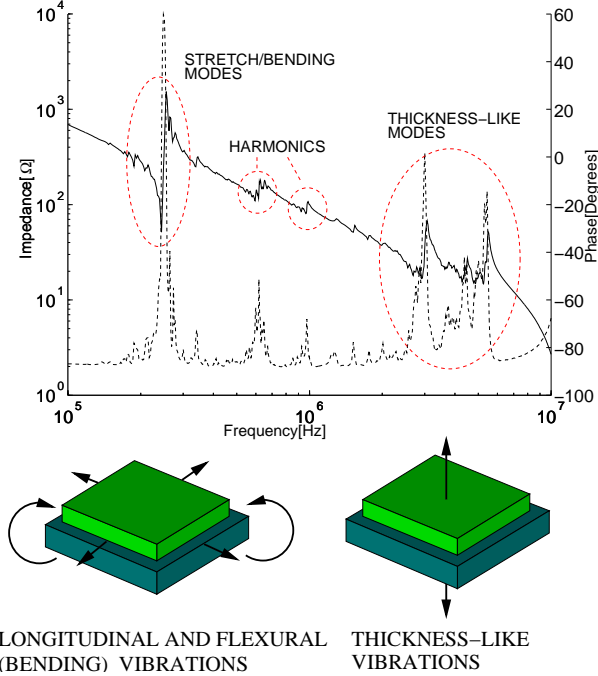 10^4
10^3
10^2
10^1
10^0
Impedance[ Ω]
STRETCH/BENDING
MODES
HARMONICS
THICKNESS–LIKE
MODES
60
40
20
0
–20
–40
–60
–80
–100
Phase[Degrees]
10^5
10^6
10^7
Frequency[Hz]
LONGITUDINAL AND FLEXURAL
(BENDING) VIBRATIONS
THICKNESS–LIKE
VIBRATIONS